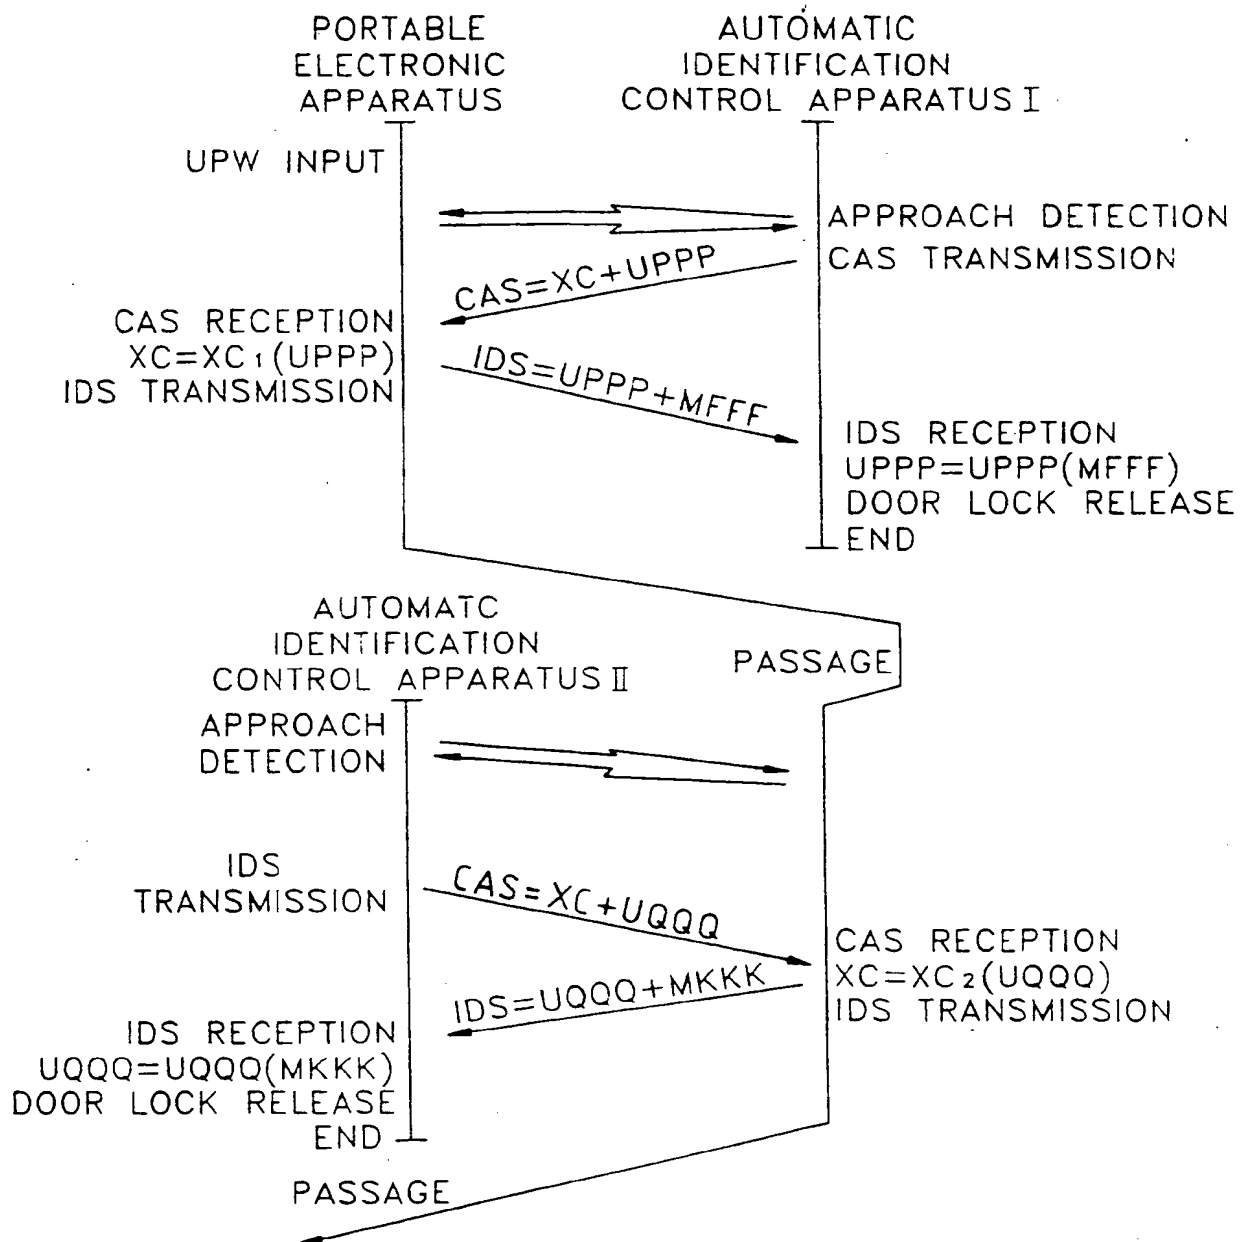 PORTABLE
ELECTRONIC
APPARATUS
AUTOMATIC
IDENTIFICATION
CONTROL APPARATUS I
UPW INPUT
APPROACH DETECTION
CAS TRANSMISSION
CAS=XC+UPPP
CAS RECEPTION
XC=XC1(UPPP)
IDS TRANSMISSION
IDS=UPPP+MFFF
IDS RECEPTION
UPPP=UPPP(MFFF)
DOOR LOCK RELEASE
END
PASSAGE
AUTOMATC
IDENTIFICATION
CONTROL APPARATUS II
APPROACH
DETECTION
IDS
TRANSMISSION
CAS=XC+UQQQ
CAS RECEPTION
XC=XC2(UQQQ)
IDS TRANSMISSION
IDS=UQQQ+MKKK
IDS RECEPTION
UQQQ=UQQQ(MKKK)
DOOR LOCK RELEASE
END
PASSAGE